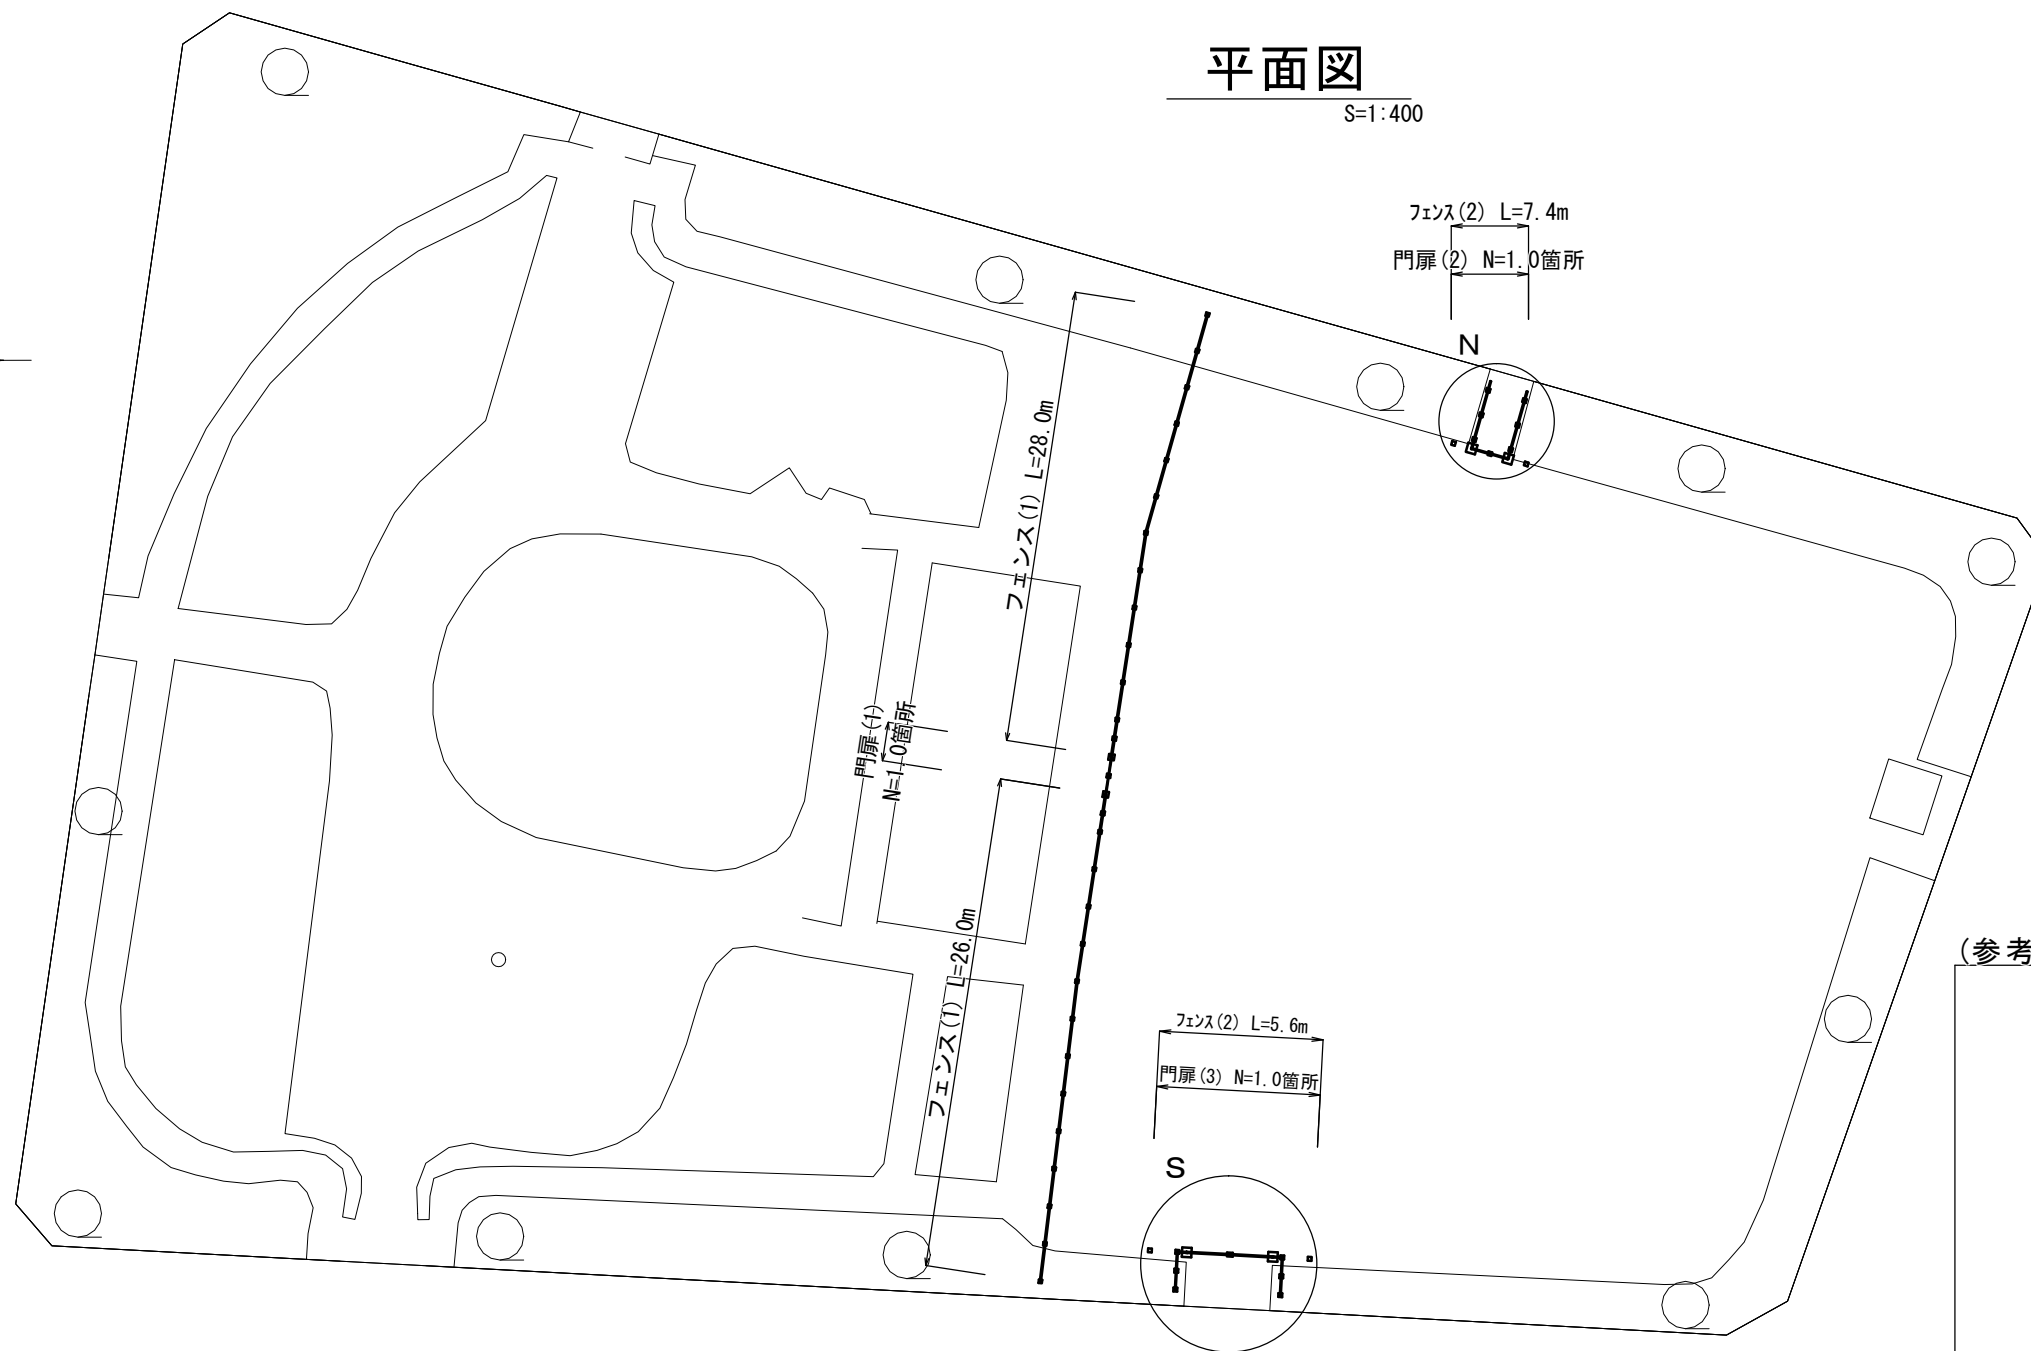 平面図
S=1:400
フェンス(2) L=7.4m
門扉(2) N=1.0箇所
N
フェンス(1) L=28.0m
門扉(1)
N=1.0箇所
フェンス(1) L=26.0m
(参考
フェンス(2) L=5.6m
門扉(3) N=1.0箇所
S